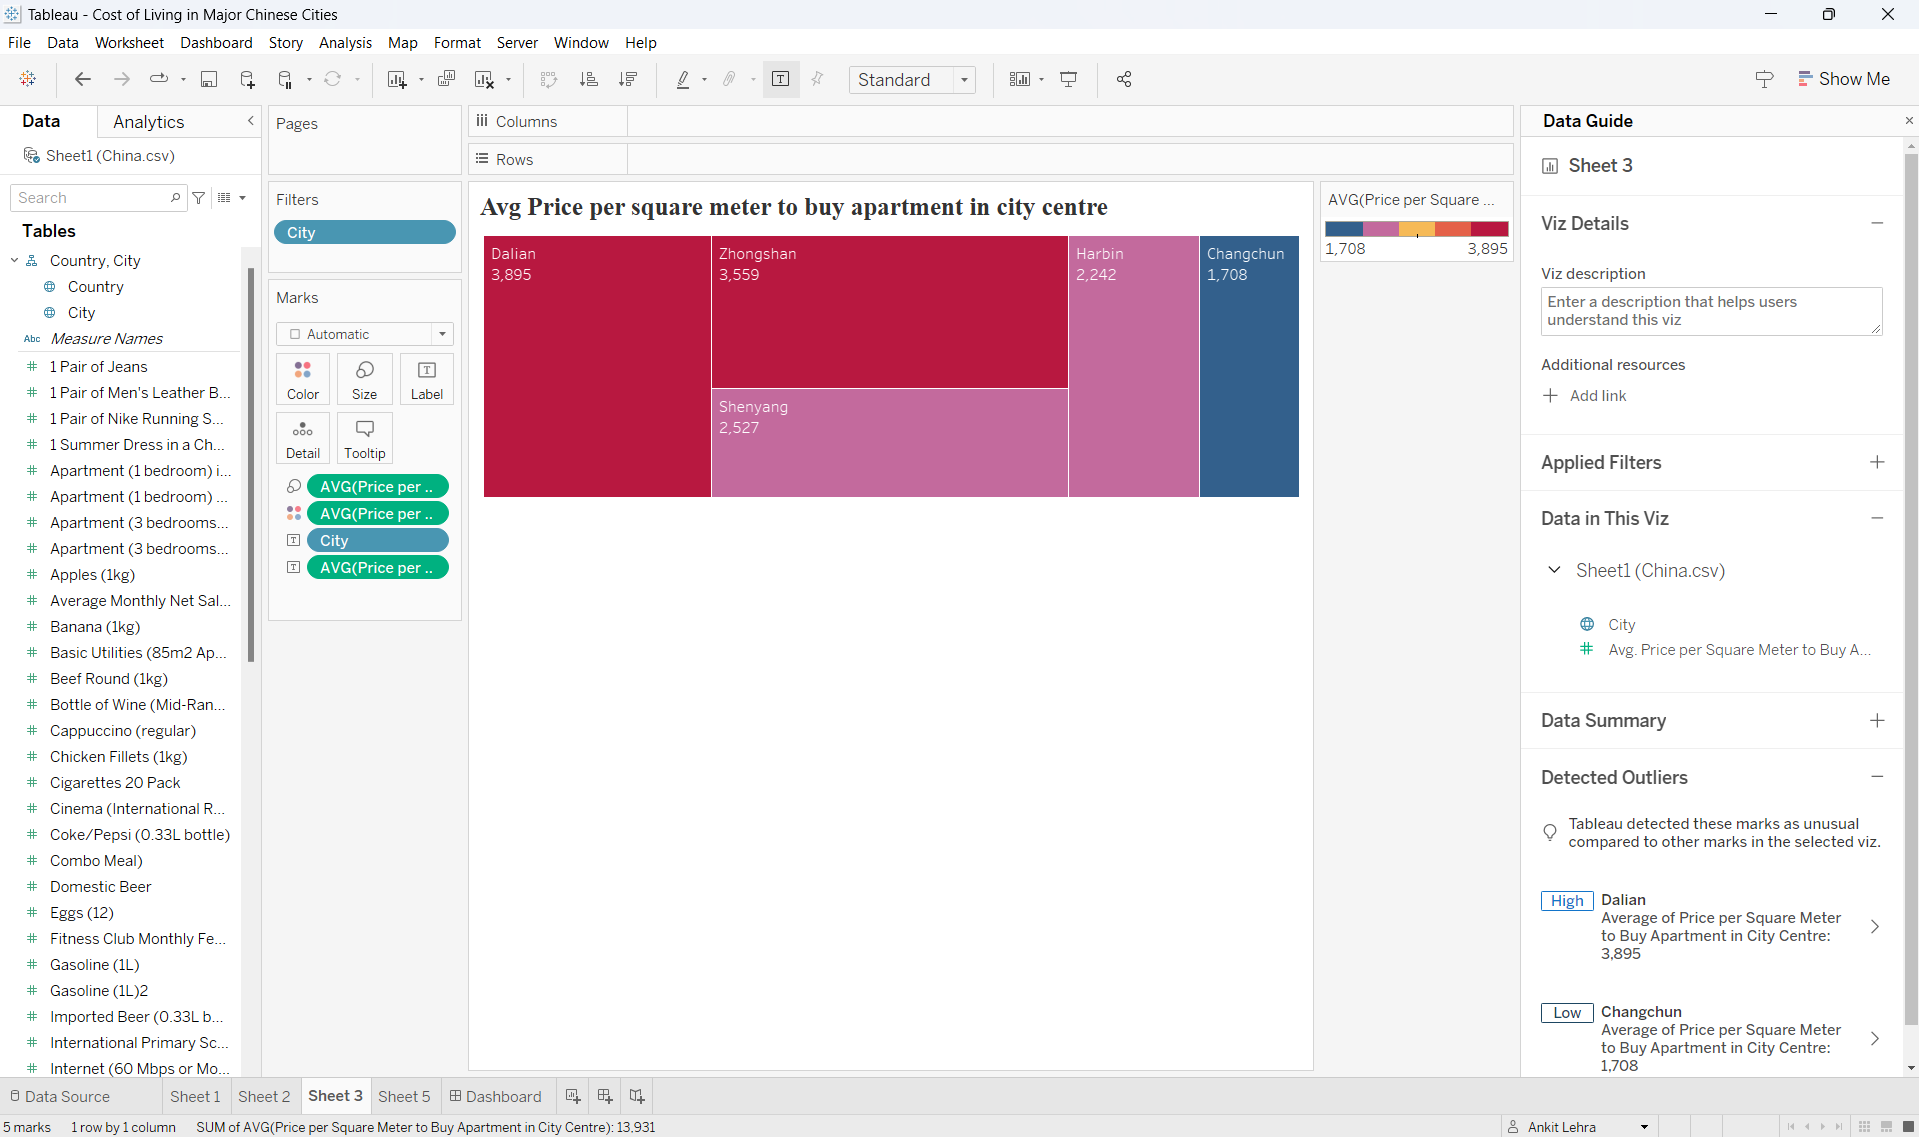 Tableau - Cost of Living in Major Chinese Cities
File Data Worksheet Dashboard Story Analysis Map Format Server Window Help
Standard
Show Me
Data Analytics
Sheet1 (China.csv)
Search
Tables
Country, City
Country
City
Abc Measure Names
1 Pair of Jeans
1 Pair of Men's Leather B...
1 Pair of Nike Running S...
1 Summer Dress in a Ch...
Apartment (1 bedroom) i...
Apartment (1 bedroom) ...
Apartment (3 bedrooms...
Apartment (3 bedrooms...
Apples (1kg)
Average Monthly Net Sal...
Banana (1kg)
Basic Utilities (85m2 Ap...
Beef Round (1kg)
Bottle of Wine (Mid-Ran...
Cappuccino (regular)
Chicken Fillets (1kg)
Cigarettes 20 Pack
Cinema (International R...
Coke/Pepsi (0.33L bottle)
Combo Meal)
Domestic Beer
Eggs (12)
Fitness Club Monthly Fe...
Gasoline (1L)
Gasoline (1L)2
Imported Beer (0.33L b...
International Primary Sc...
Internet (60 Mbps or Mo...
Pages
Filters
City
Marks
Automatic
Color Size Label
Detail Tooltip
AVG(Price per ..
AVG(Price per ..
City
AVG(Price per ..
Columns
Rows
Avg Price per square meter to buy apartment in city centre
Dalian
3,895
Zhongshan
3,559
Shenyang
2,527
Harbin
2,242
Changchun
1,708
AVG(Price per Square ...
1,708 3,895
Data Guide
Sheet 3
Viz Details
Viz description
Enter a description that helps users
understand this viz
Additional resources
Add link
Applied Filters
Data in This Viz
Sheet1 (China.csv)
City
Avg. Price per Square Meter to Buy A...
Data Summary
Detected Outliers
Tableau detected these marks as unusual
compared to other marks in the selected viz.
High Dalian
Average of Price per Square Meter
to Buy Apartment in City Centre:
3,895
Low Changchun
Average of Price per Square Meter
to Buy Apartment in City Centre:
1,708
Data Source Sheet 1 Sheet 2 Sheet 3 Sheet 5 Dashboard
5 marks 1 row by 1 column SUM of AVG(Price per Square Meter to Buy Apartment in City Centre): 13,931
Ankit Lehra